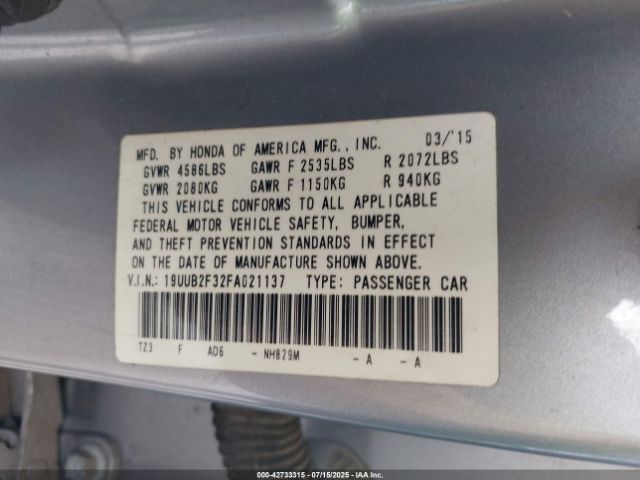 MFD. BY HONDA OF AMERICA MFG., INC. 03/'15
GVWR 4586LBS GAWR F 2535LBS R 2072LBS
GVWR 2080KG GAWR F 1150KG R 940KG
THIS VEHICLE CONFORMS TO ALL APPLICABLE
FEDERAL MOTOR VEHICLE SAFETY, BUMPER,
AND THEFT PREVENTION STANDARDS IN EFFECT
ON THE DATE OF MANUFACTURE SHOWN ABOVE.
V.I.N.: 19UUB2F32FA021137 TYPE: PASSENGER CAR
TZ3 F AD6 - NH829M - A - A
000-42733315 - 07/15/2025 - © IAA Inc.